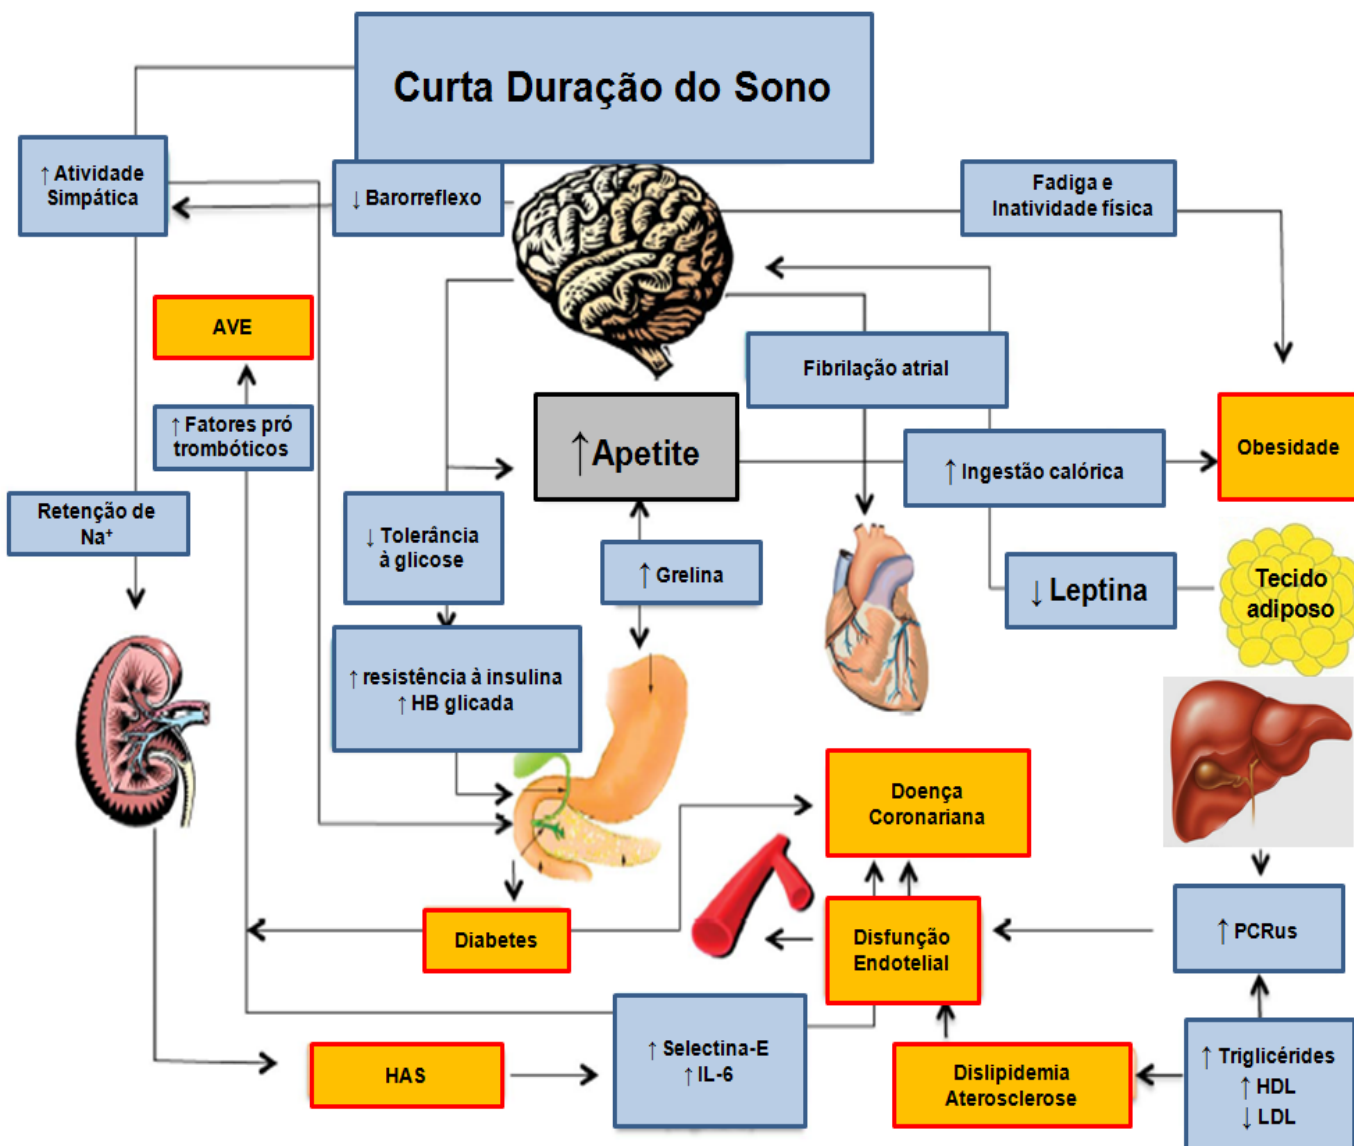 Curta Duração do Sono
↑ Atividade
Simpática
↓ Barorreflexo
Fadiga e
Inatividade física
AVE
Fibrilação atrial
↑ Fatores pró
trombóticos
↑ Apetite
↑ Ingestão calórica
Obesidade
Retenção de
Na⁺
↓ Tolerância
à glicose
↑ Grelina
↓ Leptina
Tecido
adiposo
↑ resistência à insulina
↑ HB glicada
Doença
Coronariana
Diabetes
Disfunção
Endotelial
↑ PCRus
HAS
↑ Selectina-E
↑ IL-6
Dislipidemia
Aterosclerose
↑ Triglicérides
↑ HDL
↓ LDL